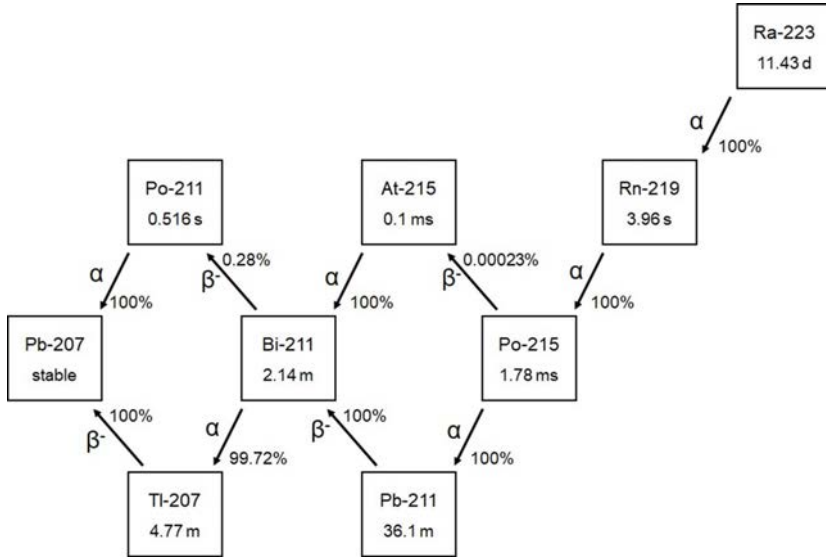 Ra-223
11.43 d
α
100%
Po-211
0.516 s
At-215
0.1 ms
Rn-219
3.96 s
α
100%
β-
0.28%
α
100%
β-
0.00023%
α
100%
Pb-207
stable
Bi-211
2.14 m
Po-215
1.78 ms
β-
100%
α
99.72%
β-
100%
α
100%
Tl-207
4.77 m
Pb-211
36.1 m